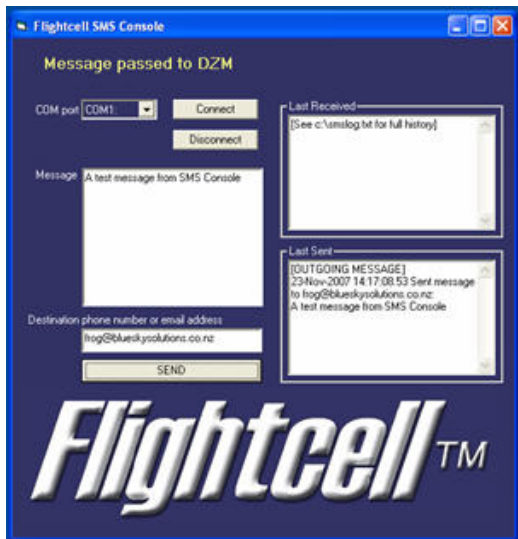 Flightcell SMS Console
Message passed to DZM
COM port
COM1:
Connect
Disconnect
Message
A test message from SMS Console
Destination phone number or email address
frog@blueskysolutions.co.nz
SEND
Last Received
[See c:\smslog.txt for full history]
Last Sent
[OUTGOING MESSAGE]
23-Nov-2007 14:17:08.53 Sent message
to frog@blueskysolutions.co.nz:
A test message from SMS Console
Flightcell TM